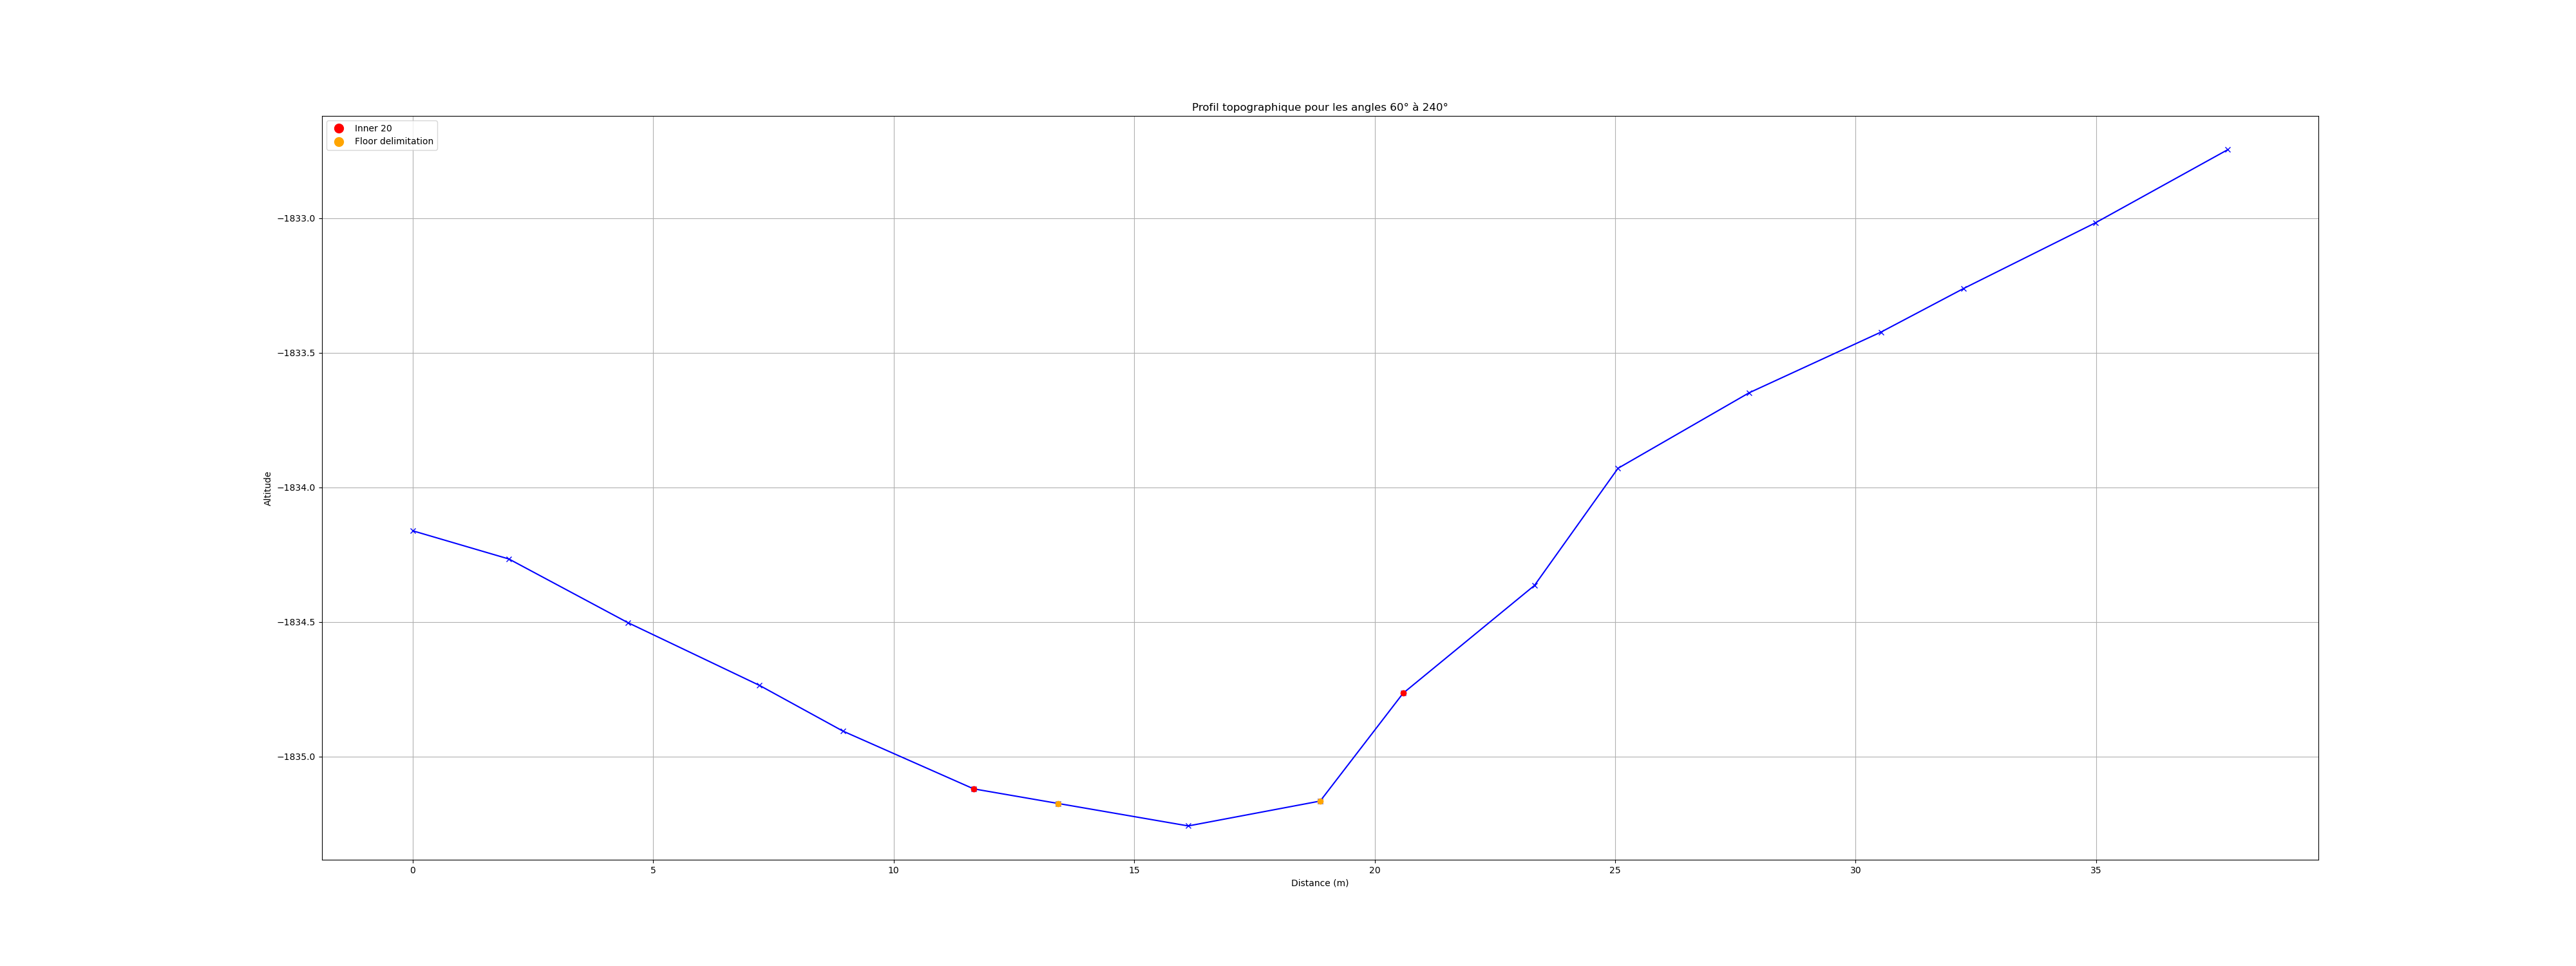 Profil topographique pour les angles 60° à 240°
Inner 20
Floor delimitation
Altitude
−1833.0
−1833.5
−1834.0
−1834.5
−1835.0
0 5 10 15 20 25 30 35
Distance (m)